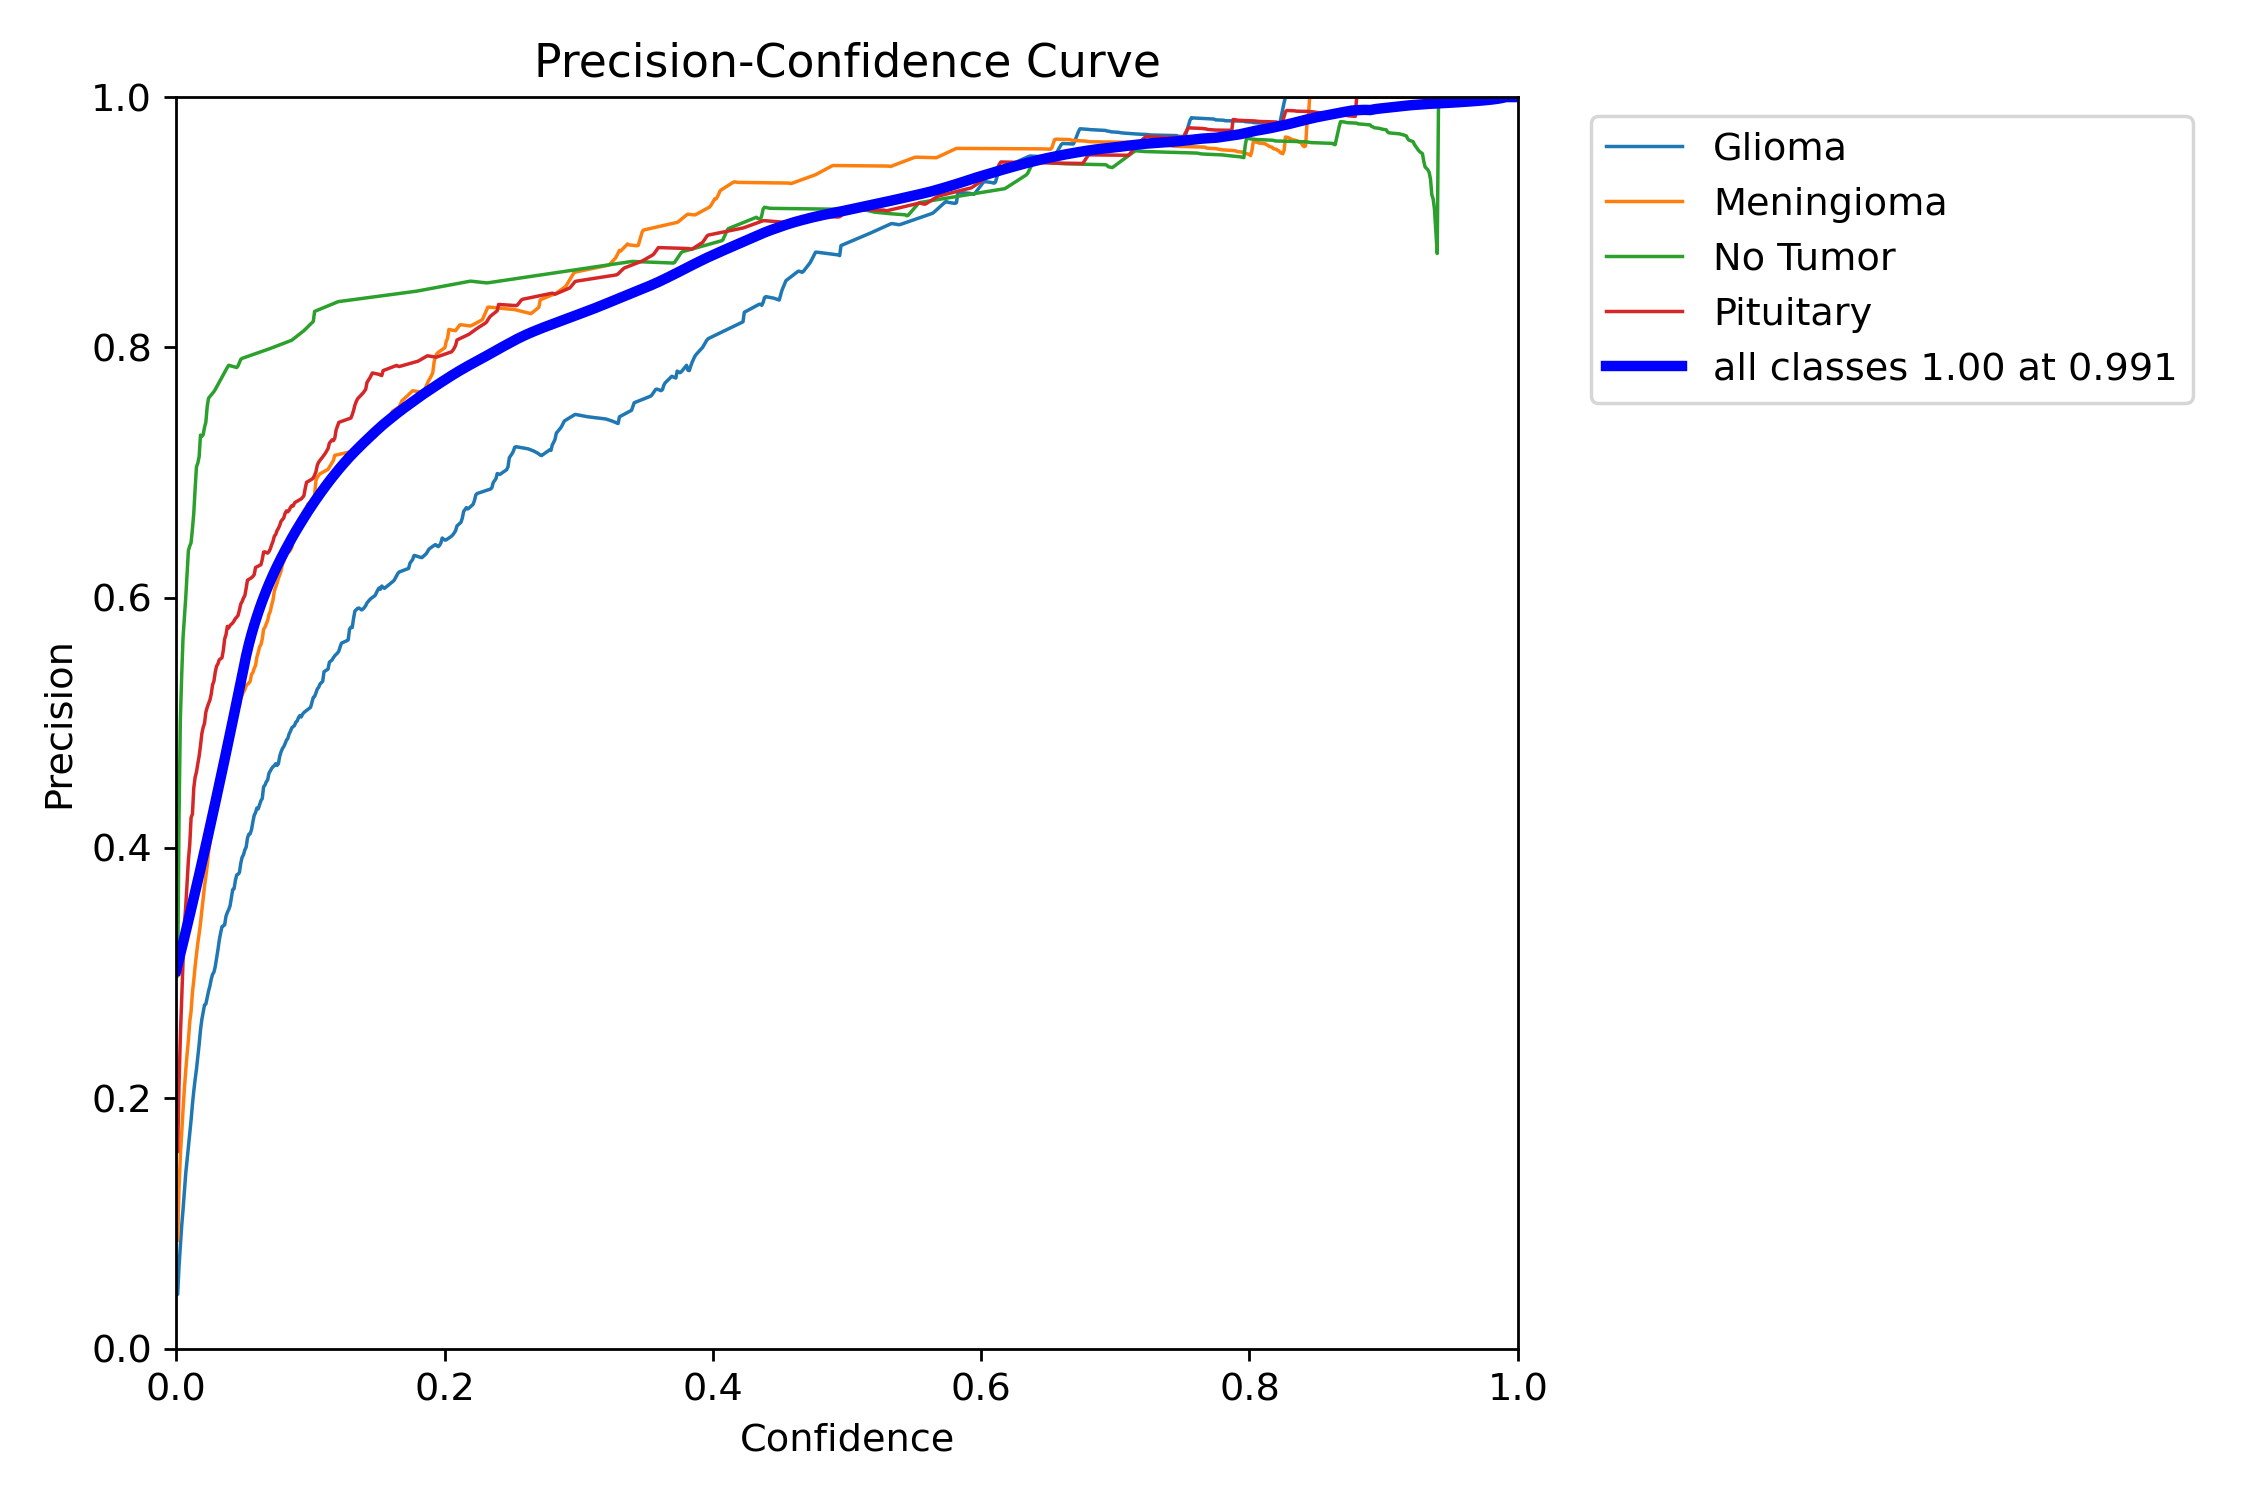 Precision-Confidence Curve
1.0
0.8
0.6
0.4
0.2
0.0
Precision
0.0 0.2 0.4 0.6 0.8 1.0
Confidence
Glioma
Meningioma
No Tumor
Pituitary
all classes 1.00 at 0.991